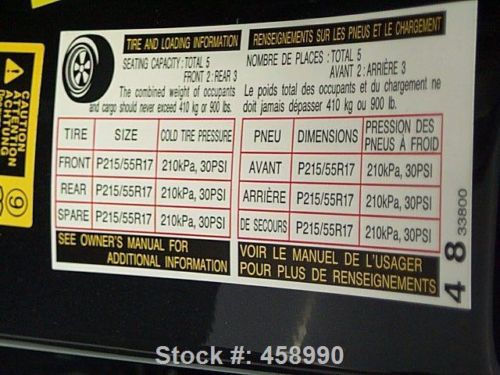 TIRE AND LOADING INFORMATION
SEATING CAPACITY:TOTAL 5
FRONT 2:REAR 3
The combined weight of occupants
and cargo should never exceed 410 kg or 900 lbs.
TIRE SIZE COLD TIRE PRESSURE
FRONT P215/55R17 210kPa, 30PSI
REAR P215/55R17 210kPa, 30PSI
SPARE P215/55R17 210kPa, 30PSI
SEE OWNER'S MANUAL FOR
ADDITIONAL INFORMATION
RENSEIGNEMENTS SUR LES PNEUS ET LE CHARGEMENT
NOMBRE DE PLACES:TOTAL 5
AVANT 2:ARRIÈRE 3
Le poids total des occupants et du chargement ne
doit jamais dépasser 410 kg ou 900 lb.
PNEU DIMENSIONS PRESSION DES
PNEUS À FROID
AVANT P215/55R17 210kPa, 30PSI
ARRIÈRE P215/55R17 210kPa, 30PSI
DE SECOURS P215/55R17 210kPa, 30PSI
VOIR LE MANUEL DE L'USAGER
POUR PLUS DE RENSEIGNEMENTS
4 8
33800
CAUTION
ACHTUNG
Stock #: 458990